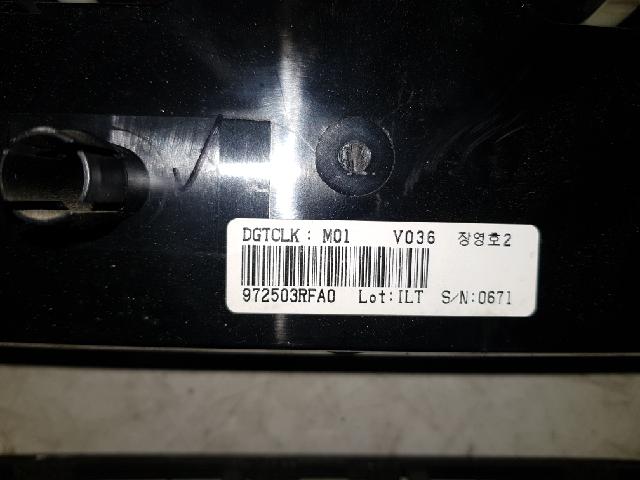 DGTCLK : M01 V036 장영호2
972503RFA0 Lot:ILT S/N:0671